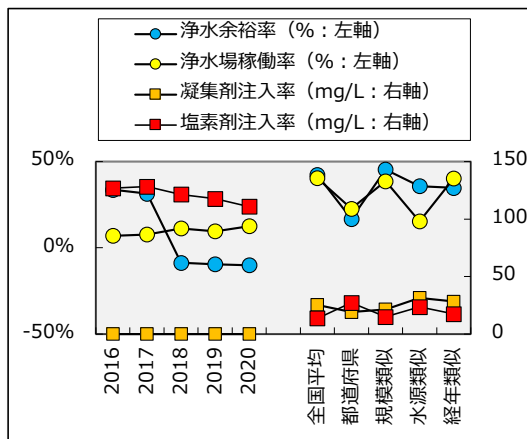 浄水余裕率（%：左軸）
浄水場稼働率（%：左軸）
凝集剤注入率（mg/L：右軸）
塩素剤注入率（mg/L：右軸）
50%
0%
-50%
150
100
50
0
2016
2017
2018
2019
2020
全国平均
都道府県
規模類似
水源類似
経年類似